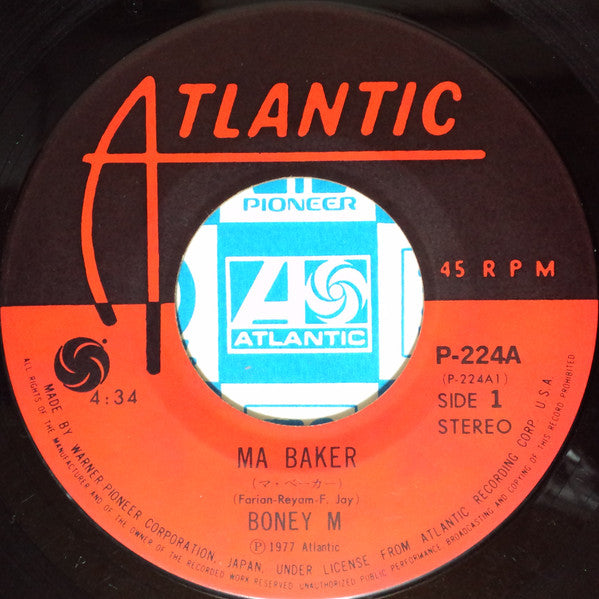 ATLANTIC
PIONEER
ATLANTIC
45 RPM
P-224A
(P-224A1)
4:34
SIDE 1
STEREO
MA BAKER
(マ・ベーカー)
(Farian-Reyam-F. Jay)
BONEY M
Ⓟ1977 Atlantic
MADE BY WARNER PIONEER CORPORATION, JAPAN, UNDER LICENSE FROM ATLANTIC RECORDING CORP. U.S.A.
ALL RIGHTS OF THE MANUFACTURER AND OF THE OWNER OF THE RECORDED WORK RESERVED. UNAUTHORIZED PUBLIC PERFORMANCE BROADCASTING AND COPYING OF THIS RECORD PROHIBITED